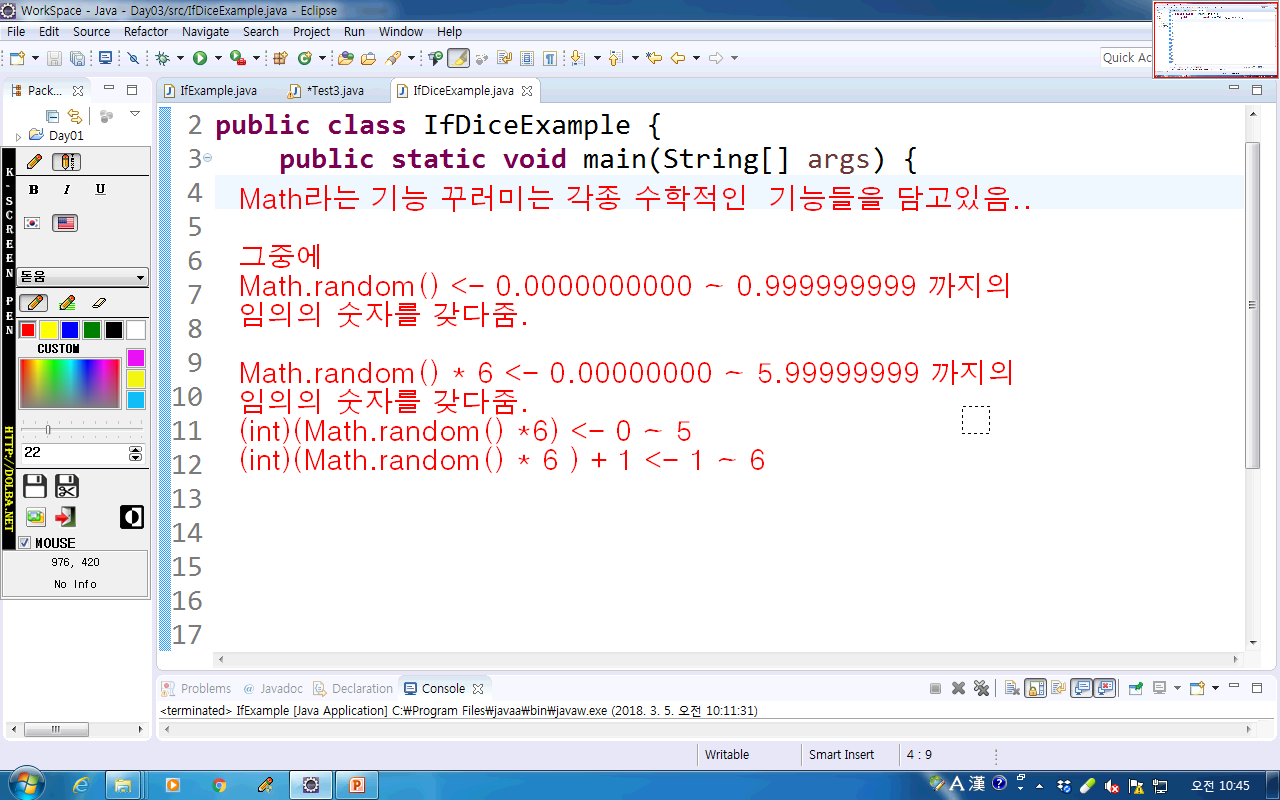 WorkSpace - Java - Day03/src/IfDiceExample.java - Eclipse
File Edit Source Refactor Navigate Search Project Run Window Help
Quick Ac
Pack...
IfExample.java
*Test3.java
IfDiceExample.java
Day01
2 public class IfDiceExample {
3 public static void main(String[] args) {
4 Math라는 기능 꾸러미는 각종 수학적인 기능들을 담고있음..
5
6 그중에
7 Math.random() <- 0.0000000000 ~ 0.999999999 까지의
8 임의의 숫자를 갖다줌.
9 Math.random() * 6 <- 0.00000000 ~ 5.99999999 까지의
10 임의의 숫자를 갖다줌.
11 (int)(Math.random() *6) <- 0 ~ 5
12 (int)(Math.random() * 6 ) + 1 <- 1 ~ 6
13
14
15
16
17
K-SCREEN PEN
HTTP://DOLBA.NET
B I U
돋움
CUSTOM
22
MOUSE
976, 420
No Info
Problems @ Javadoc Declaration Console
<terminated> IfExample [Java Application] C:₩Program Files₩javaa₩bin₩javaw.exe (2018. 3. 5. 오전 10:11:31)
Writable Smart Insert 4 : 9
A 漢 오전 10:45